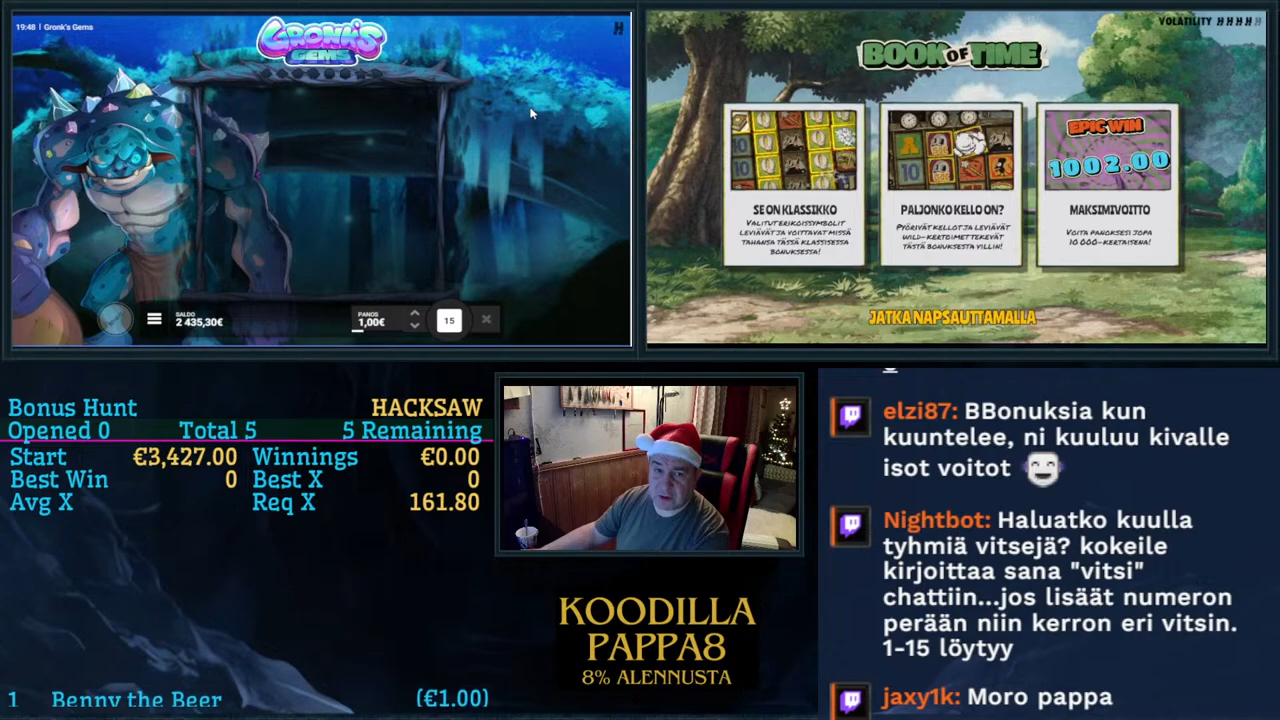 19:48 | Gronk's Gems
GRONK'S
GEMS
SALDO
2 435,30€
PANOS
1,00€
15
VOLATILITY
BOOK OF TIME
SE ON KLASSIKKO
VALITUT ERIKOISSYMBOLIT
LEVIÄVÄT JA VOITTAVAT MISSÄ
TAHANSA TÄSSÄ KLASSISESSA
BONUKSESSA!
PALJONKO KELLO ON?
PYÖRIVÄT KELLOT JA LEVIÄVÄT
WILD-KERTOIMET TEKEVÄT
TÄSTÄ BONUKSESTA VILLIN!
EPIC WIN
1002.00
MAKSIMIVOITTO
VOITA PANOKSESI JOPA
10 000-KERTAISENA!
JATKA NAPSAUTTAMALLA
Bonus Hunt HACKSAW
Opened 0 Total 5 5 Remaining
Start €3,427.00 Winnings €0.00
Best Win 0 Best X 0
Avg X Req X 161.80
1 Benny the Beer (€1.00)
KOODILLA
PAPPA8
8% ALENNUSTA
elzi87: BBonuksia kun
kuuntelee, ni kuuluu kivalle
isot voitot
Nightbot: Haluatko kuulla
tyhmiä vitsejä? kokeile
kirjoittaa sana "vitsi"
chattiin...jos lisäät numeron
perään niin kerron eri vitsin.
1-15 löytyy
jaxy1k: Moro pappa